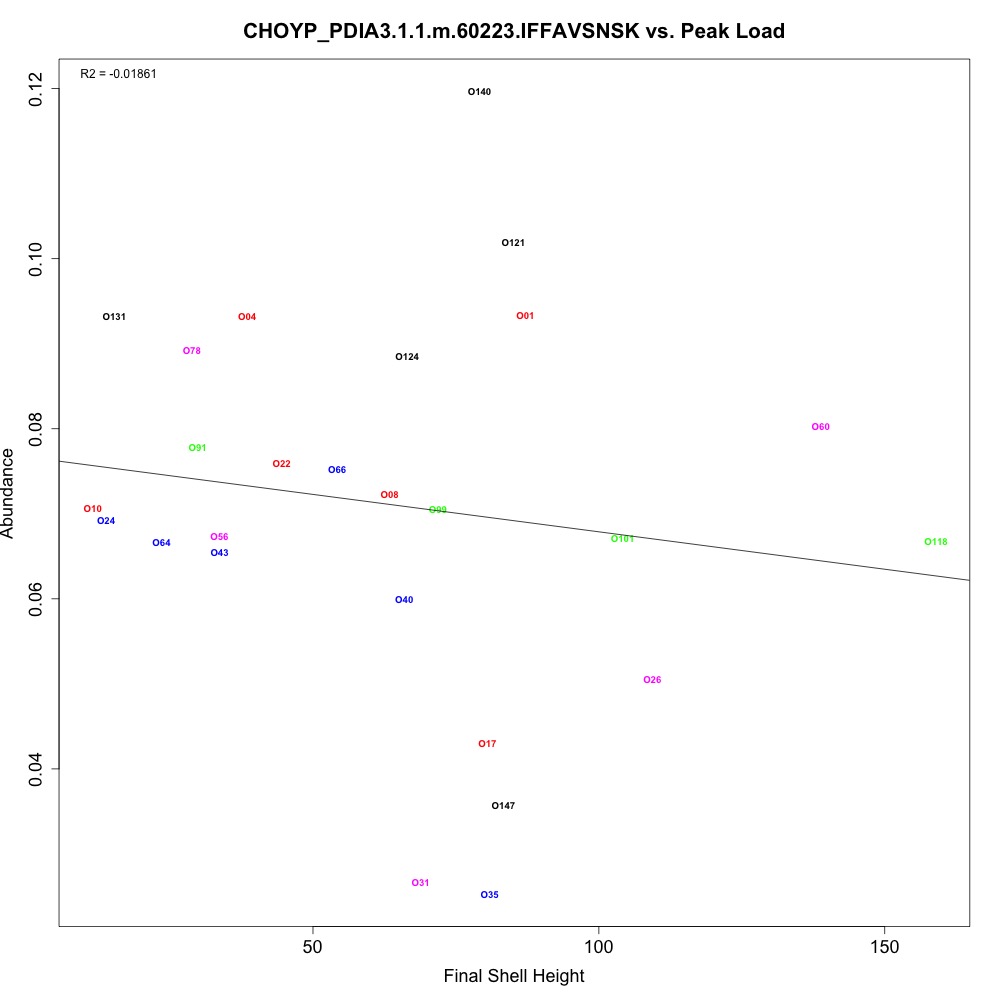 CHOYP_PDIA3.1.1.m.60223.IFFAVSNSK vs. Peak Load
R2 = -0.01861
0.12
O140
O121
0.10
O131
O04
O01
O78
O124
0.08
O60
O91
O22
O66
O08
O10
O99
O24
O56
O101
O64
O118
O43
Abundance
0.06
O40
O26
O17
0.04
O147
O31
O35
50
100
150
Final Shell Height